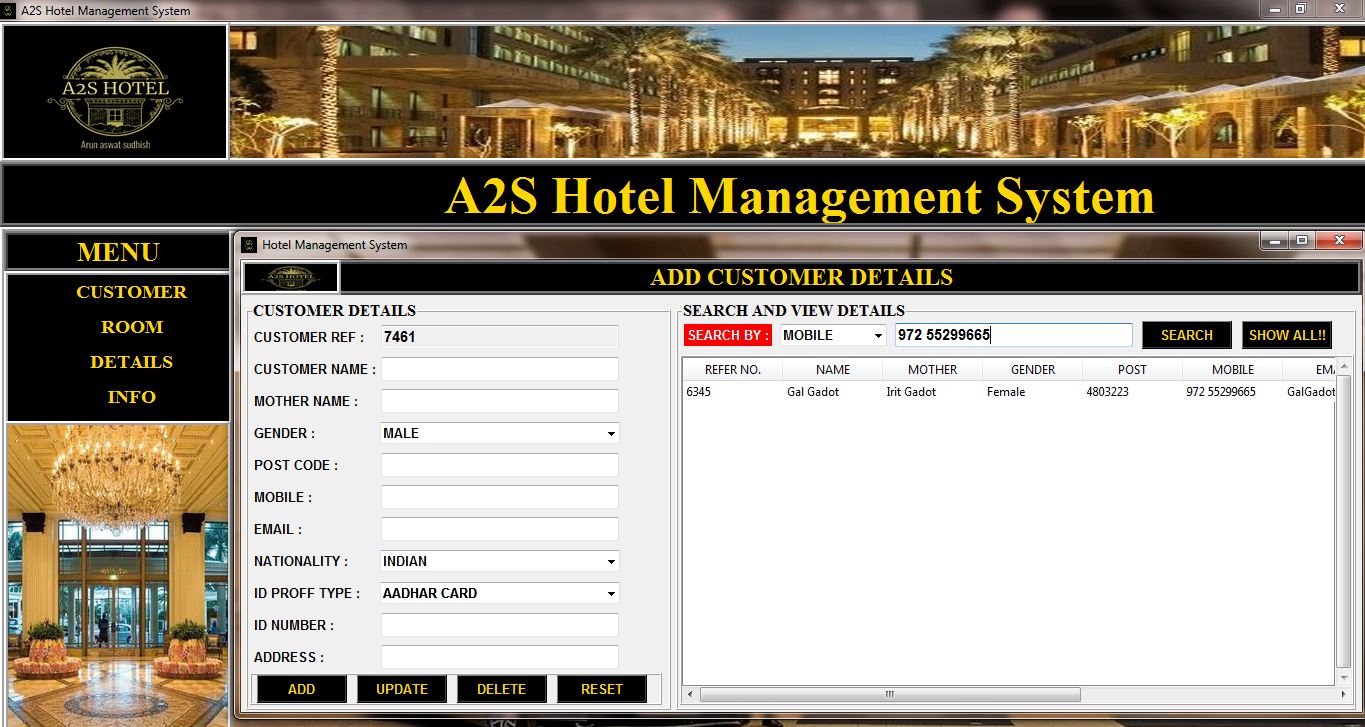 A2S Hotel Management System
A2S HOTEL
Arun aswat sudhish
A2S Hotel Management System
MENU
CUSTOMER
ROOM
DETAILS
INFO
Hotel Management System
A2S HOTEL
ADD CUSTOMER DETAILS
CUSTOMER DETAILS
CUSTOMER REF : 7461
CUSTOMER NAME :
MOTHER NAME :
GENDER : MALE
POST CODE :
MOBILE :
EMAIL :
NATIONALITY : INDIAN
ID PROFF TYPE : AADHAR CARD
ID NUMBER :
ADDRESS :
ADD UPDATE DELETE RESET
SEARCH AND VIEW DETAILS
SEARCH BY : MOBILE 972 55299665 SEARCH SHOW ALL!!
REFER NO. NAME MOTHER GENDER POST MOBILE EMA
6345 Gal Gadot Irit Gadot Female 4803223 972 55299665 GalGadot